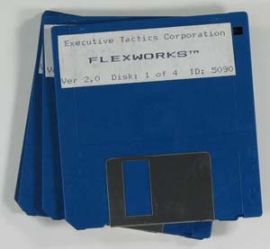 Executive Tactics Corporation
FLEXWORKS™
Ver 2.0 Disk: 1 of 4 ID: 5090